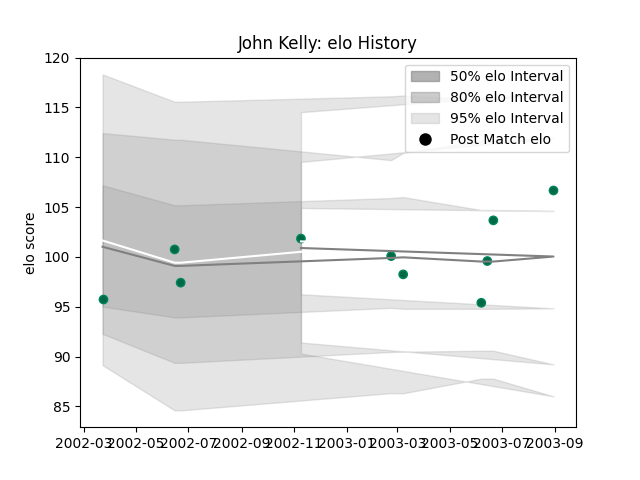 John Kelly: elo History
120
115
110
105
100
95
90
85
elo score
50% elo Interval
80% elo Interval
95% elo Interval
Post Match elo
2002-03 2002-05 2002-07 2002-09 2002-11 2003-01 2003-03 2003-05 2003-07 2003-09